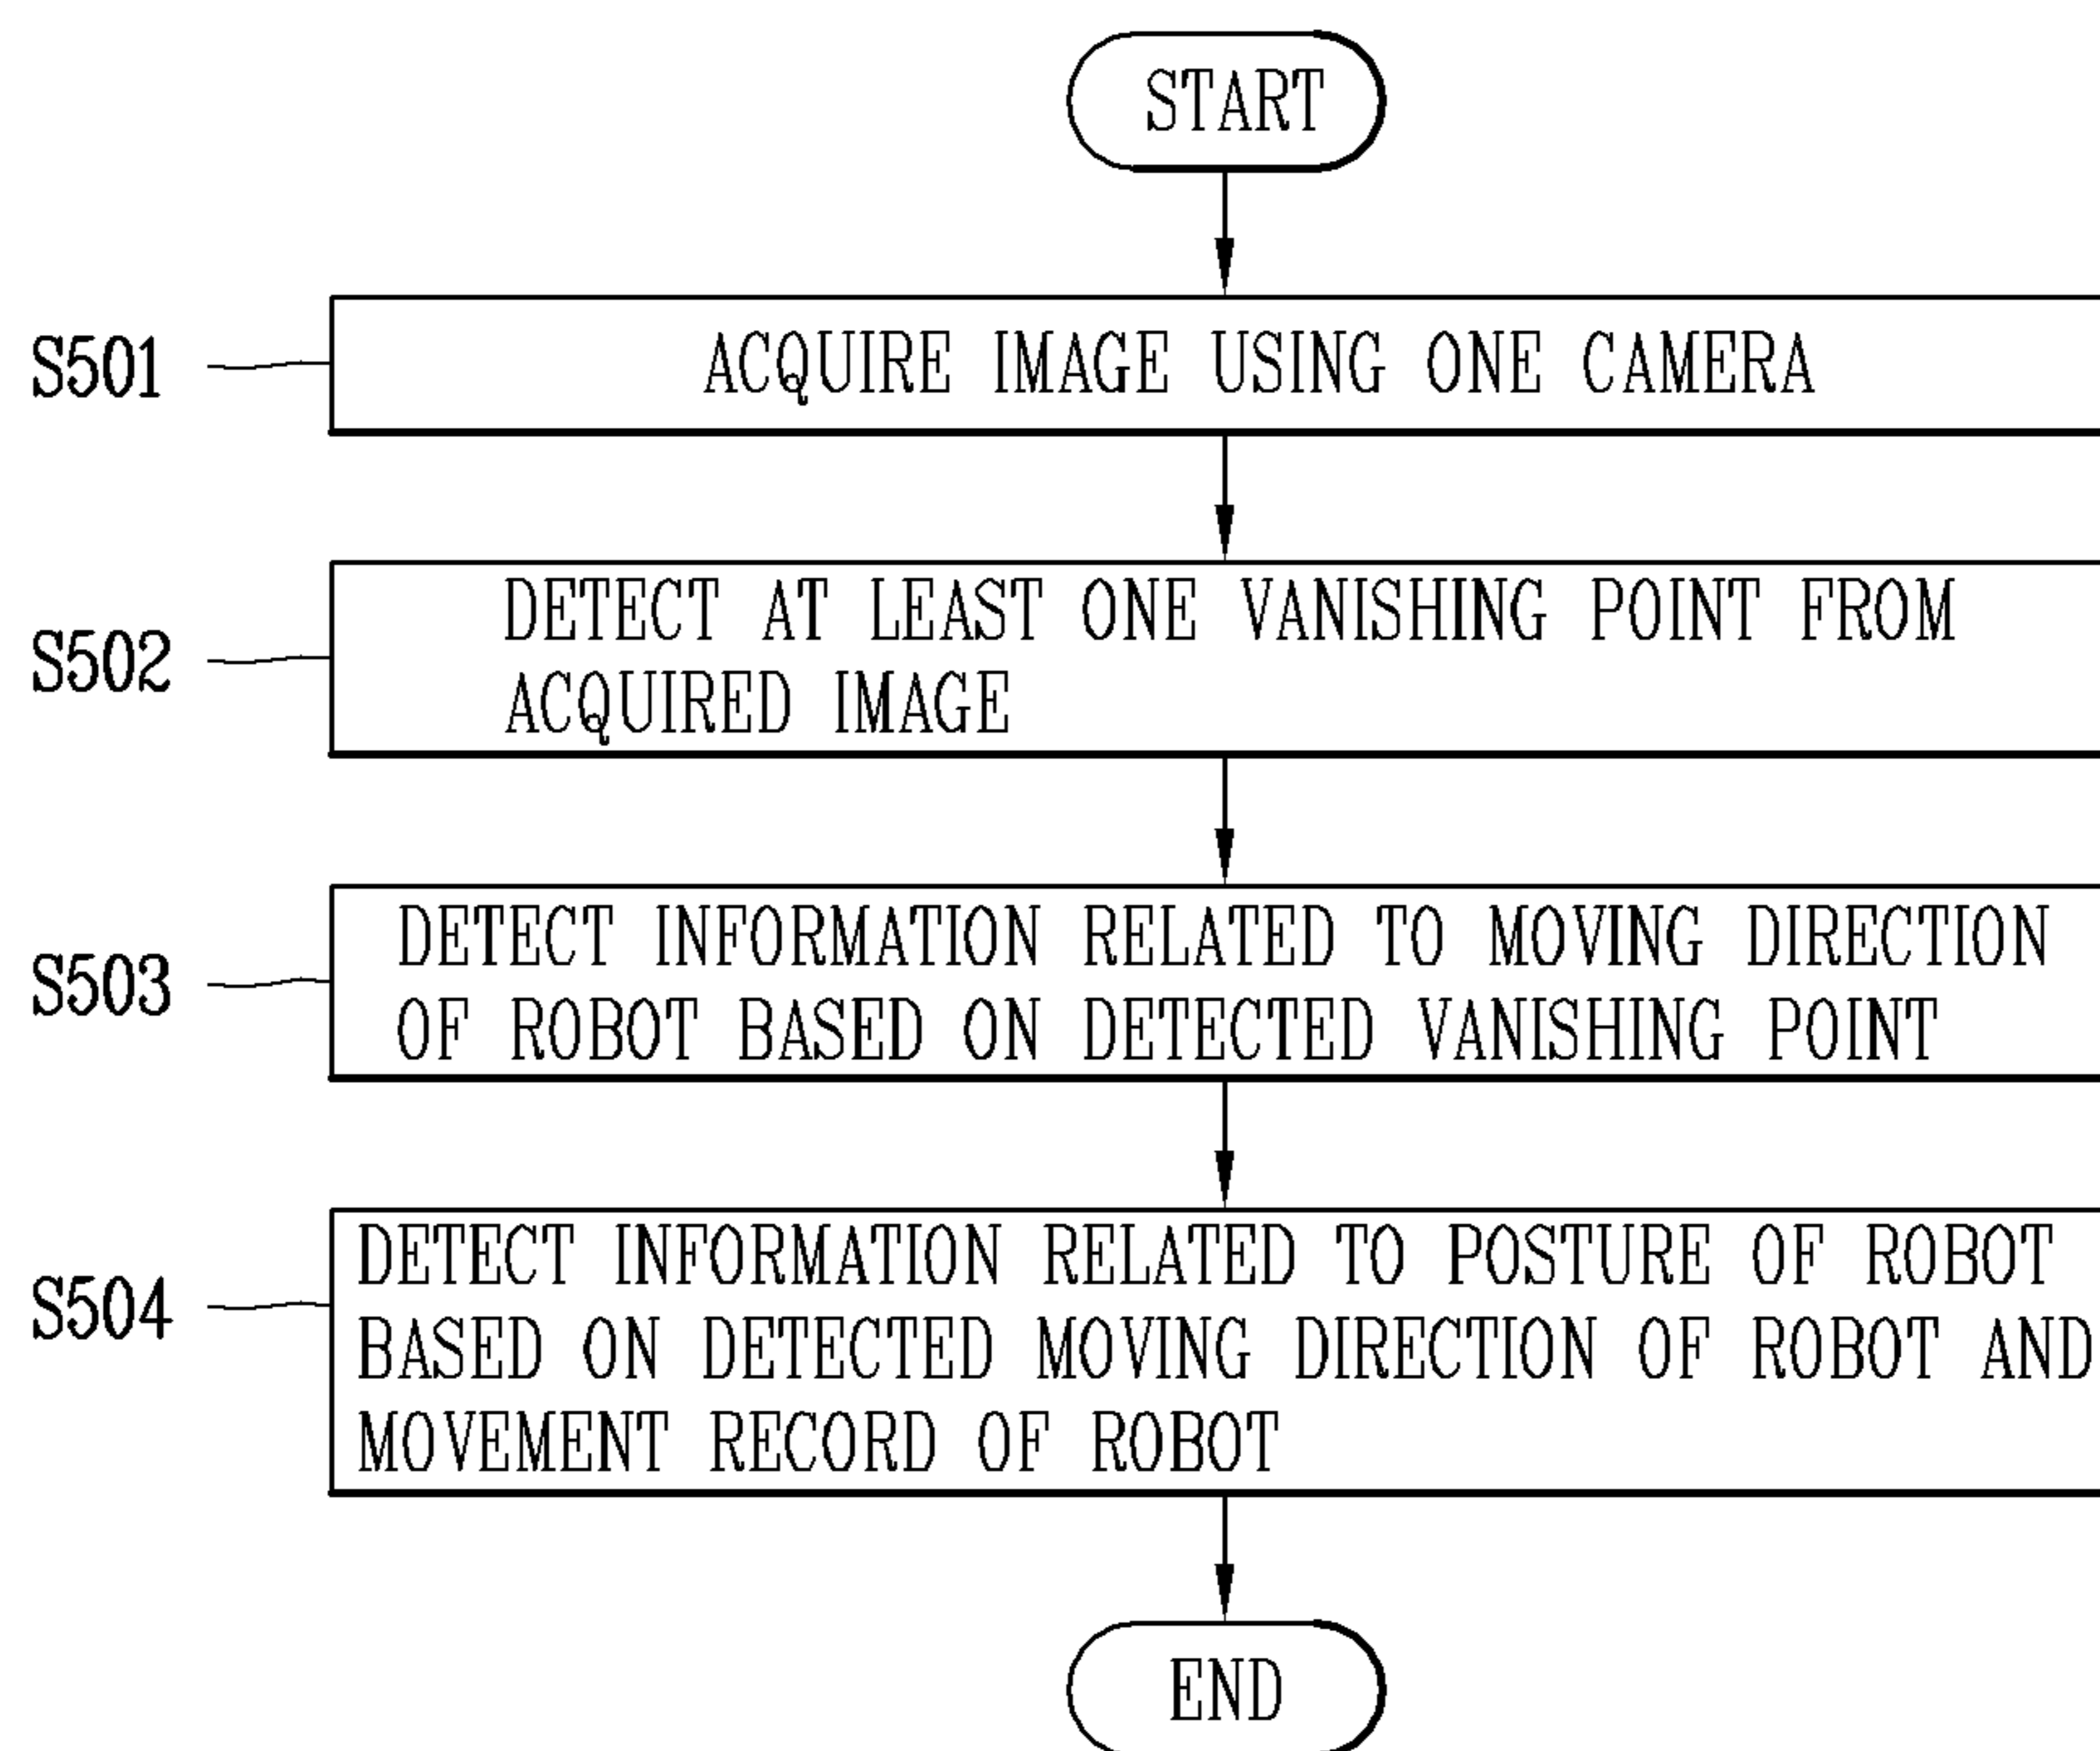 START
S501
ACQUIRE IMAGE USING ONE CAMERA
S502
DETECT AT LEAST ONE VANISHING POINT FROM
ACQUIRED IMAGE
S503
DETECT INFORMATION RELATED TO MOVING DIRECTION
OF ROBOT BASED ON DETECTED VANISHING POINT
S504
DETECT INFORMATION RELATED TO POSTURE OF ROBOT
BASED ON DETECTED MOVING DIRECTION OF ROBOT AND
MOVEMENT RECORD OF ROBOT
END